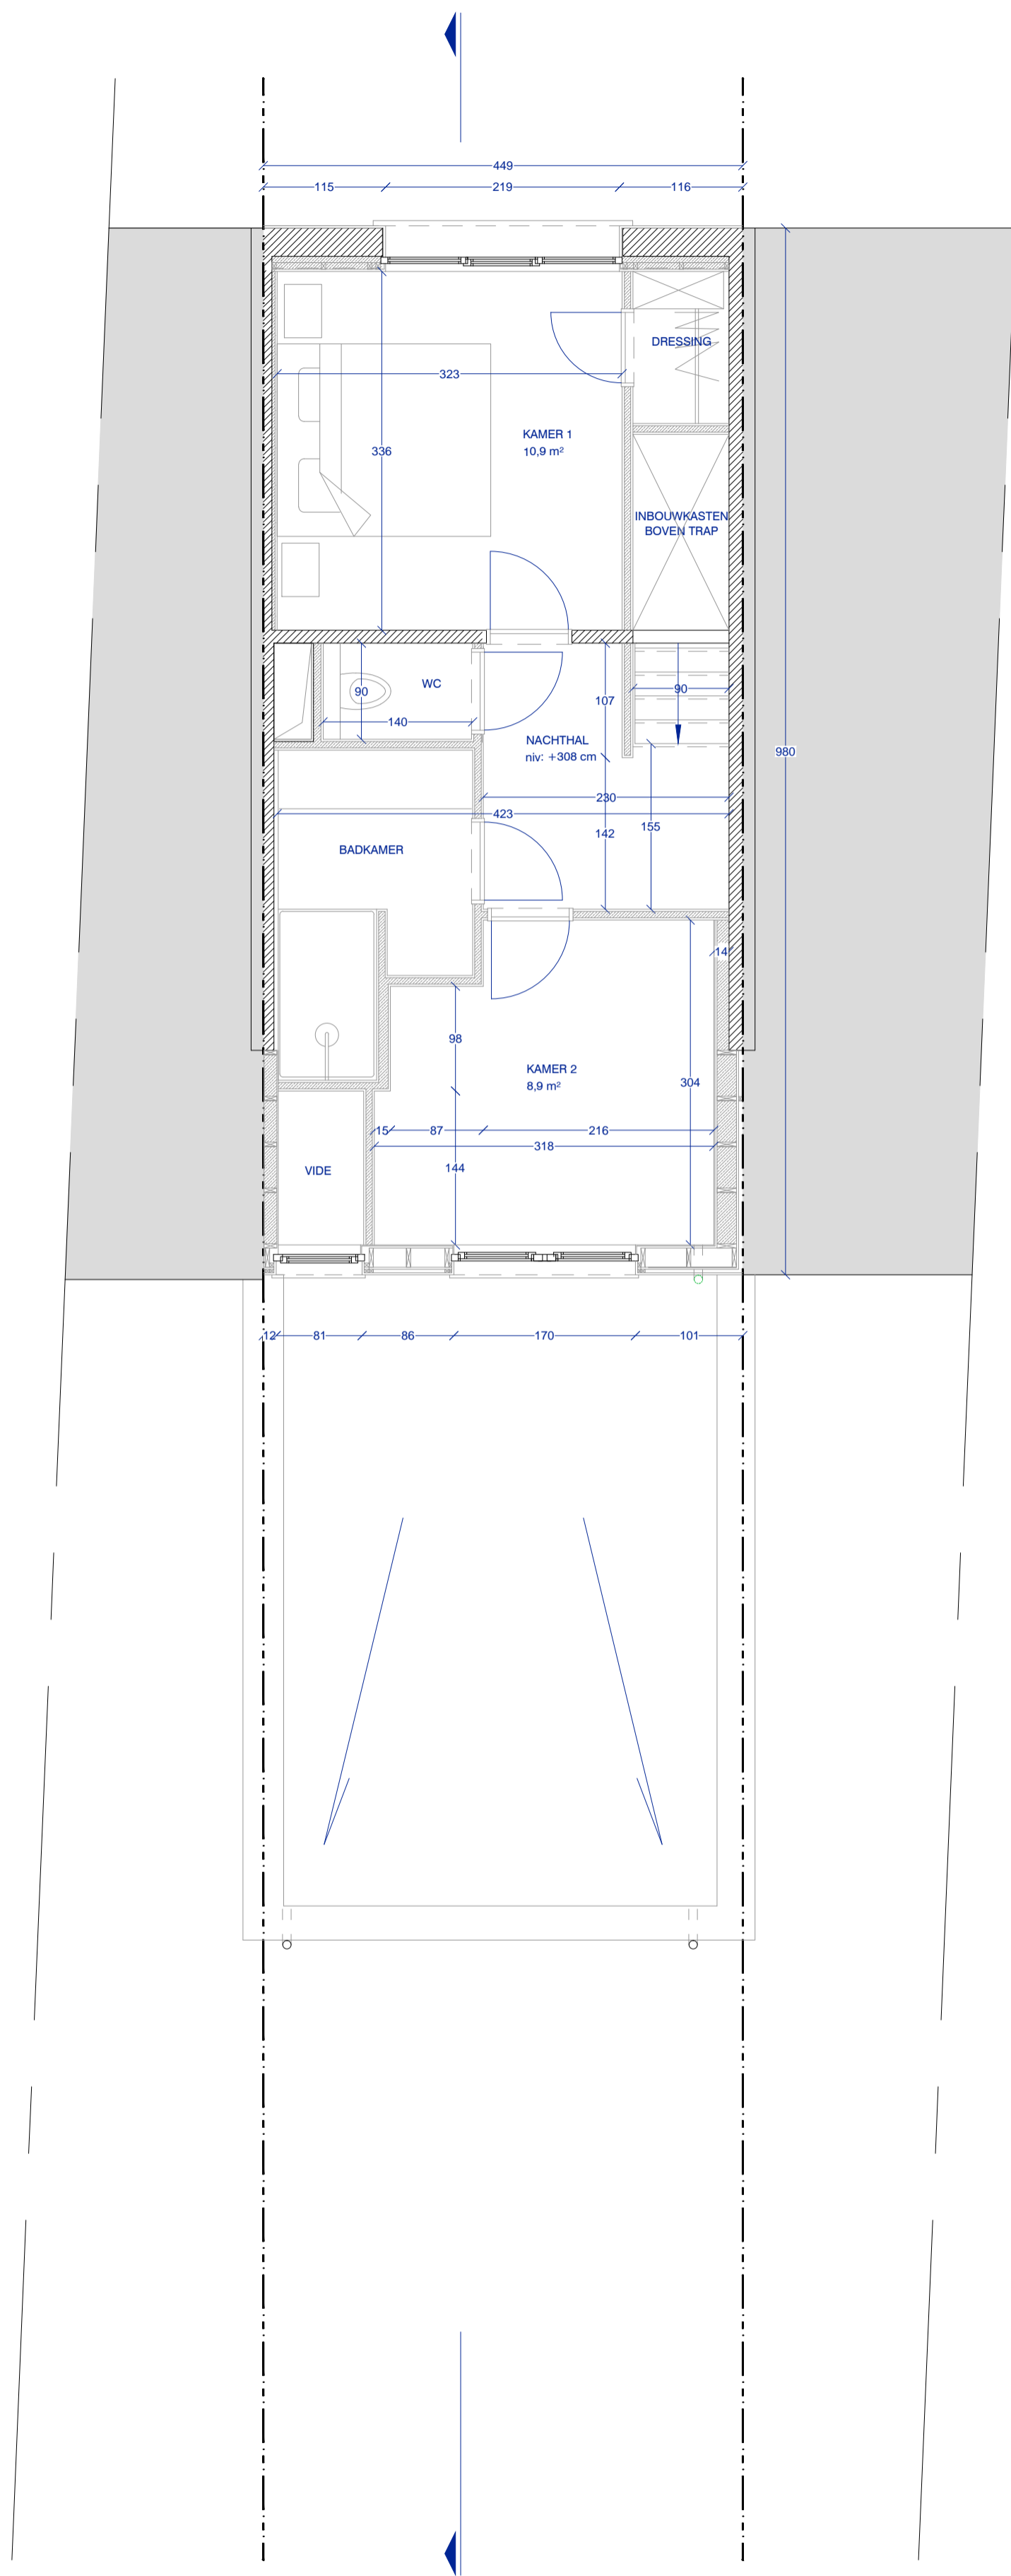 449
115
219
116
DRESSING
323
KAMER 1
10,9 m²
336
INBOUWKASTEN
BOVEN TRAP
WC
90
140
107
90
NACHTHAL
niv: +308 cm
980
230
423
142
155
BADKAMER
14
98
KAMER 2
8,9 m²
304
15
87
216
318
144
VIDE
12
81
86
170
101